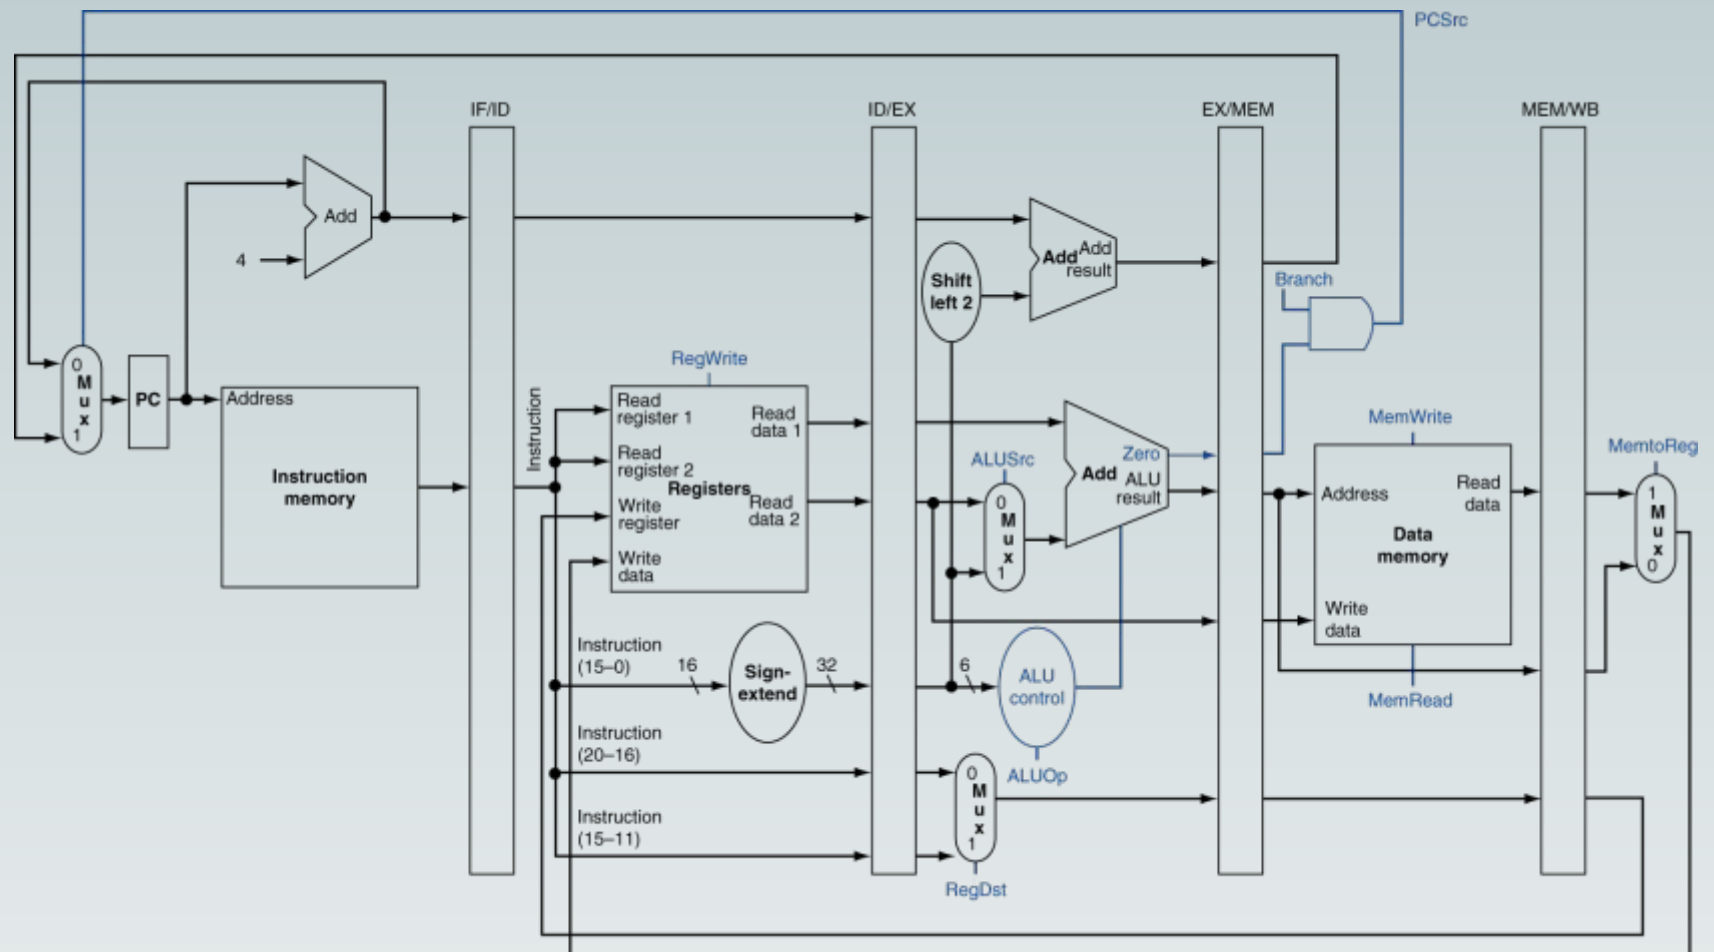 PCSrc
IF/ID
ID/EX
EX/MEM
MEM/WB
Add
4
Add Add
result
Shift
left 2
Branch
0
M
u
x
1
PC
Address
Instruction
memory
Instruction
RegWrite
Read
register 1
Read
data 1
Read
register 2
Registers
Write
register
Read
data 2
Write
data
ALUSrc
0
M
u
x
1
Zero
Add
ALU
result
MemWrite
Address
Read
data
Data
memory
Write
data
MemRead
MemtoReg
1
M
u
x
0
Instruction
(15–0)
16
Sign-
extend
32
6
ALU
control
ALUOp
Instruction
(20–16)
Instruction
(15–11)
0
M
u
x
1
RegDst